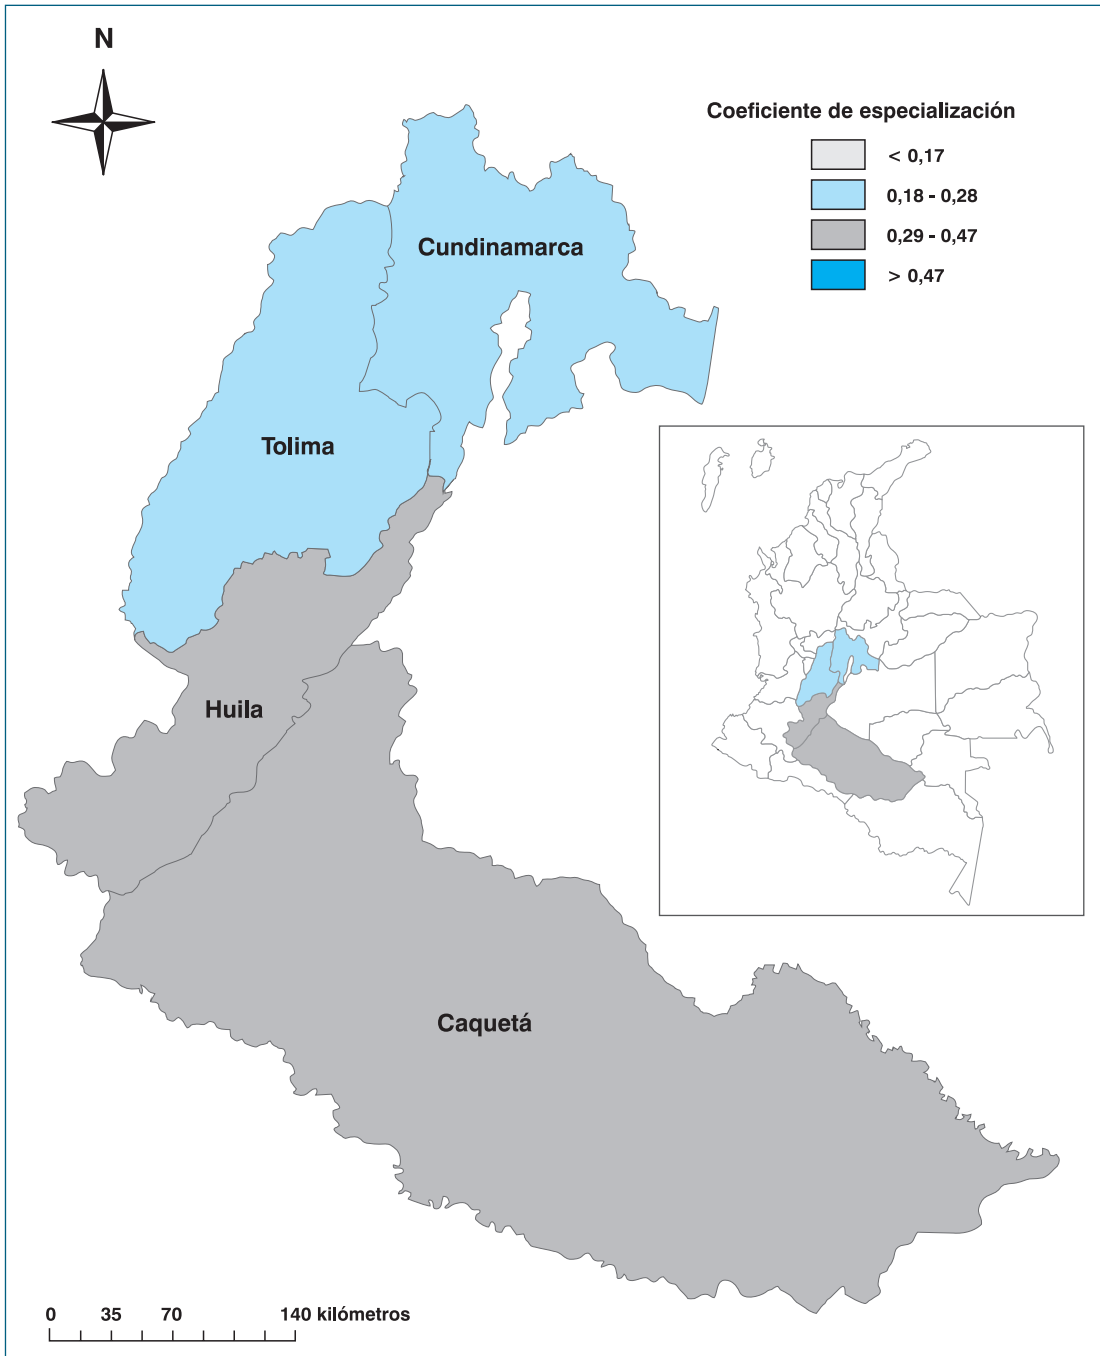 N
Coeficiente de especialización
< 0,17
0,18 - 0,28
0,29 - 0,47
> 0,47
Cundinamarca
Tolima
Huila
Caquetá
0 35 70 140 kilómetros